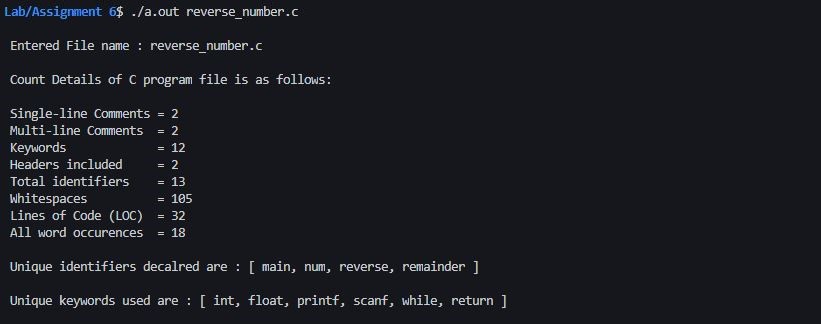 Lab/Assignment 6$ ./a.out reverse_number.c
Entered File name : reverse_number.c
Count Details of C program file is as follows:
Single-line Comments = 2
Multi-line Comments = 2
Keywords = 12
Headers included = 2
Total identifiers = 13
Whitespaces = 105
Lines of Code (LOC) = 32
All word occurences = 18
Unique identifiers decalred are : [ main, num, reverse, remainder ]
Unique keywords used are : [ int, float, printf, scanf, while, return ]